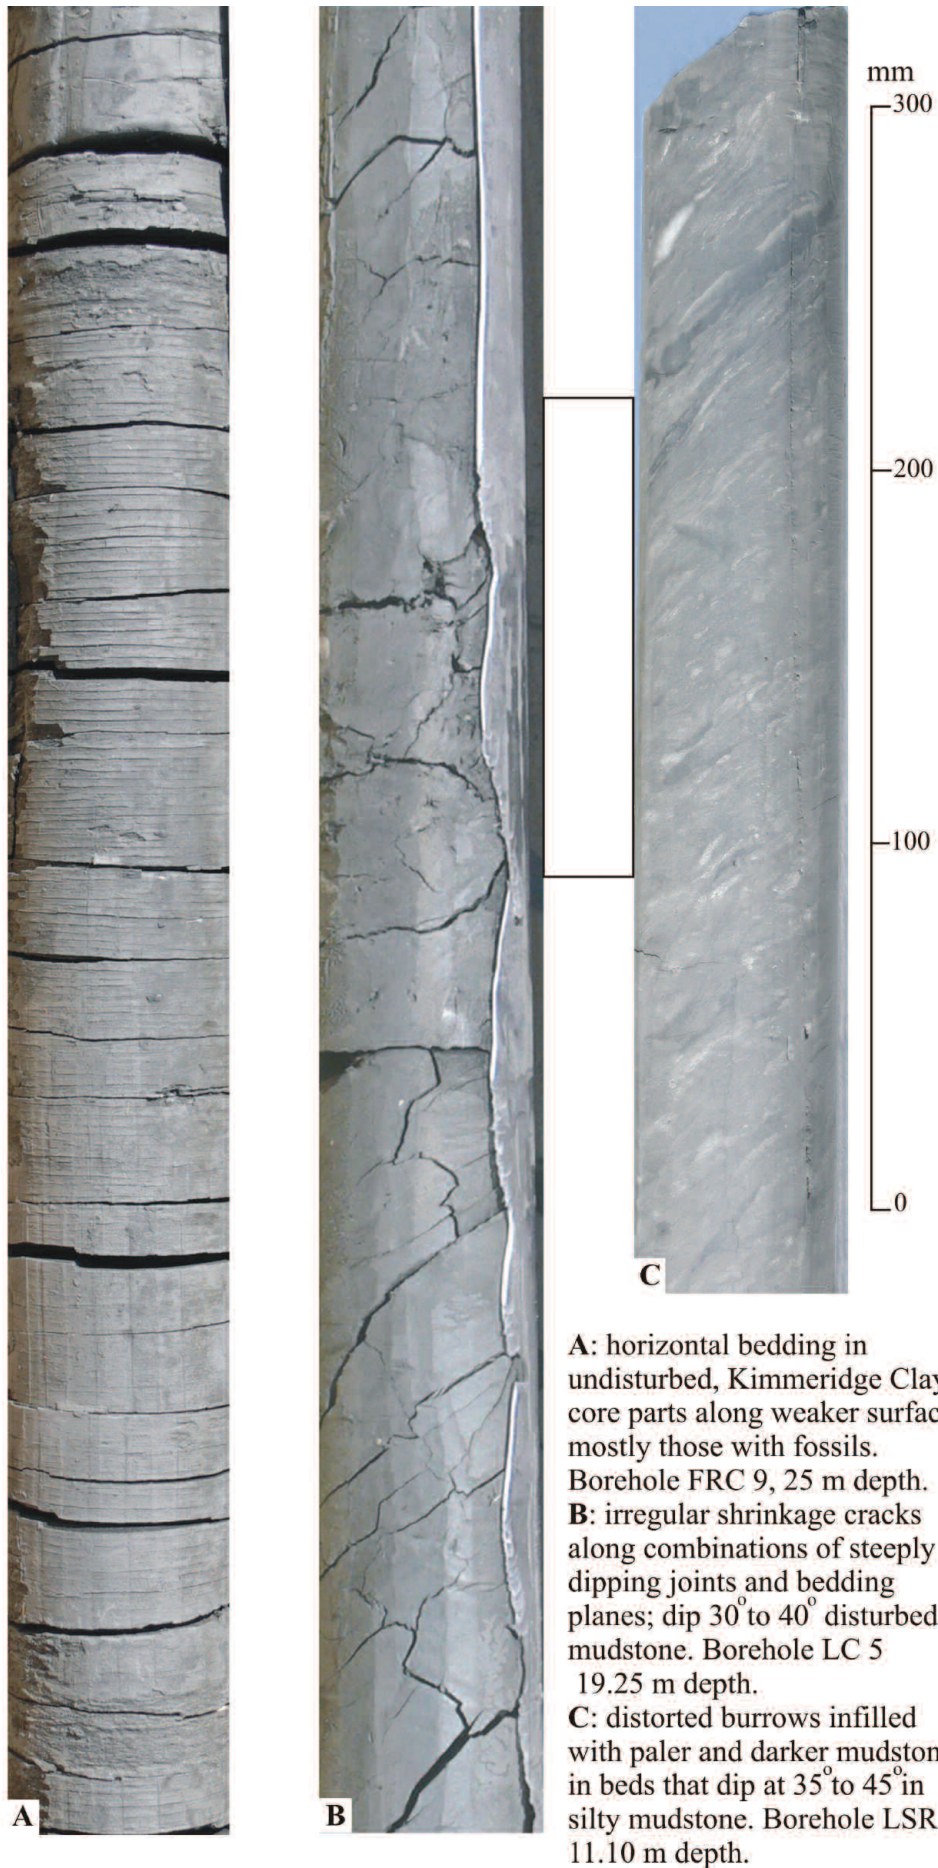 mm
300
200
100
0
A
B
C
A: horizontal bedding in
undisturbed, Kimmeridge Clay
core parts along weaker surfac
mostly those with fossils.
Borehole FRC 9, 25 m depth.
B: irregular shrinkage cracks
along combinations of steeply
dipping joints and bedding
planes; dip 30° to 40° disturbed
mudstone. Borehole LC 5
19.25 m depth.
C: distorted burrows infilled
with paler and darker mudston
in beds that dip at 35° to 45° in
silty mudstone. Borehole LSR
11.10 m depth.